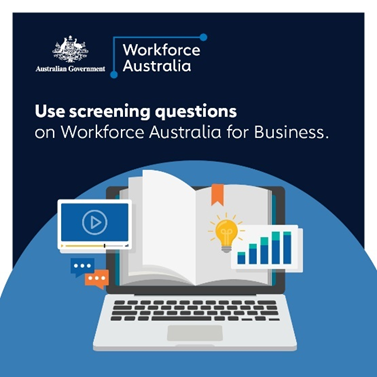 Australian Government
Workforce
Australia
Use screening questions
on Workforce Australia for Business.